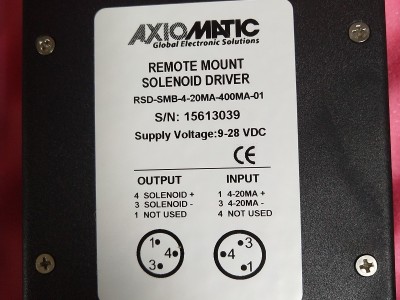 AXIOMATIC
Global Electronic Solutions
REMOTE MOUNT
SOLENOID DRIVER
RSD-SMB-4-20MA-400MA-01
S/N: 15613039
Supply Voltage:9-28 VDC
CE
OUTPUT INPUT
4 SOLENOID + 1 4-20MA +
3 SOLENOID - 3 4-20MA -
1 NOT USED 4 NOT USED
1 3
4 4
3 1